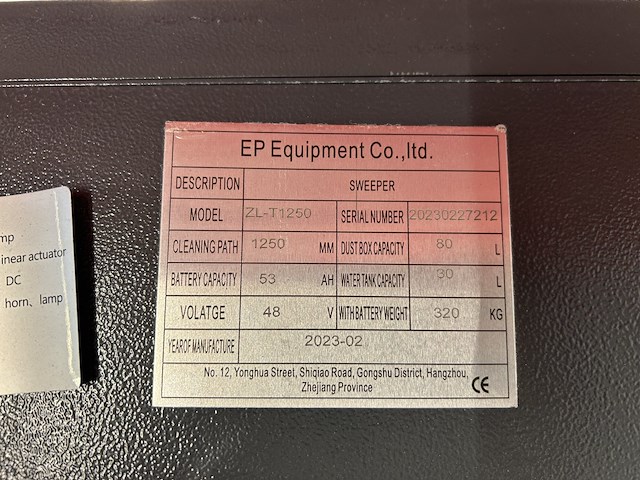 EP Equipment Co.,ltd.
DESCRIPTION SWEEPER
MODEL ZL-T1250 SERIAL NUMBER 20230227212
CLEANING PATH 1250 MM DUST BOX CAPACITY 80 L
BATTERY CAPACITY 53 AH WATER TANK CAPACITY 30 L
VOLATGE 48 V WITH BATTERY WEIGHT 320 KG
YEAR OF MANUFACTURE 2023-02
No. 12, Yonghua Street, Shiqiao Road, Gongshu District, Hangzhou,
Zhejiang Province CE
inear actuator
DC
horn、lamp